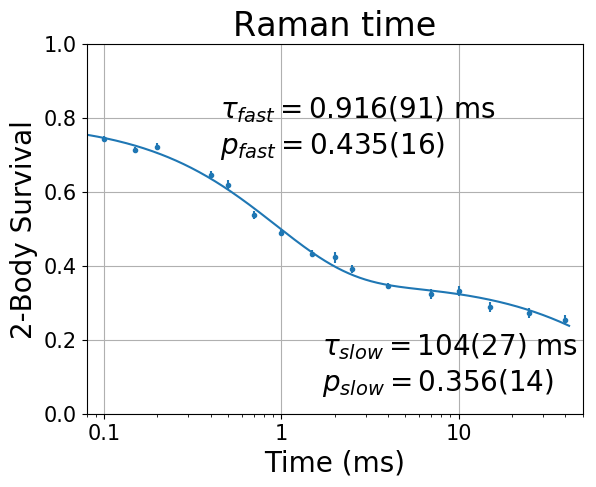 Raman time
1.0
0.8
0.6
0.4
0.2
0.0
2-Body Survival
τ_fast = 0.916(91) ms
p_fast = 0.435(16)
τ_slow = 104(27) ms
p_slow = 0.356(14)
0.1 1 10
Time (ms)